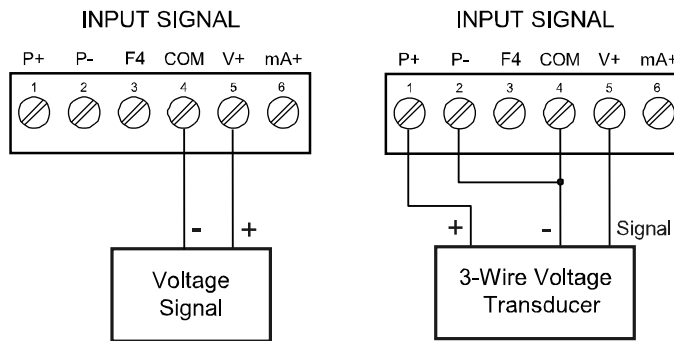 INPUT SIGNAL
P+ P- F4 COM V+ mA+
1 2 3 4 5 6
- +
Voltage
Signal
INPUT SIGNAL
P+ P- F4 COM V+ mA+
1 2 3 4 5 6
+ - Signal
3-Wire Voltage
Transducer